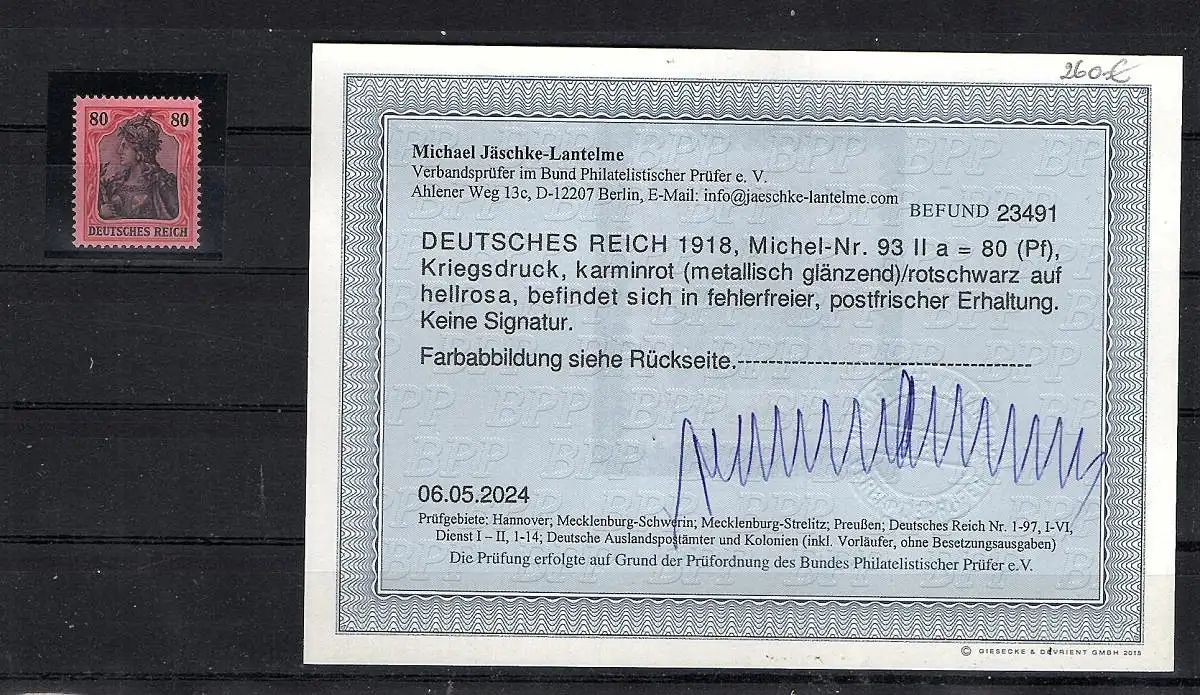 80 80
DEUTSCHES REICH
260€
Michael Jäschke-Lantelme
Verbandsprüfer im Bund Philatelistischer Prüfer e. V.
Ahlener Weg 13c, D-12207 Berlin, E-Mail: info@jaeschke-lantelme.com
BEFUND 23491
DEUTSCHES REICH 1918, Michel-Nr. 93 II a = 80 (Pf),
Kriegsdruck, karminrot (metallisch glänzend)/rotschwarz auf
hellrosa, befindet sich in fehlerfreier, postfrischer Erhaltung.
Keine Signatur.
Farbabbildung siehe Rückseite.------------------------------------
06.05.2024
Prüfgebiete: Hannover; Mecklenburg-Schwerin; Mecklenburg-Strelitz; Preußen; Deutsches Reich Nr. 1-97, I-VI,
Dienst I – II, 1-14; Deutsche Auslandspostämter und Kolonien (inkl. Vorläufer, ohne Besetzungsausgaben)
Die Prüfung erfolgte auf Grund der Prüfordnung des Bundes Philatelistischer Prüfer e.V.
© GIESECKE & DEVRIENT GMBH 2015